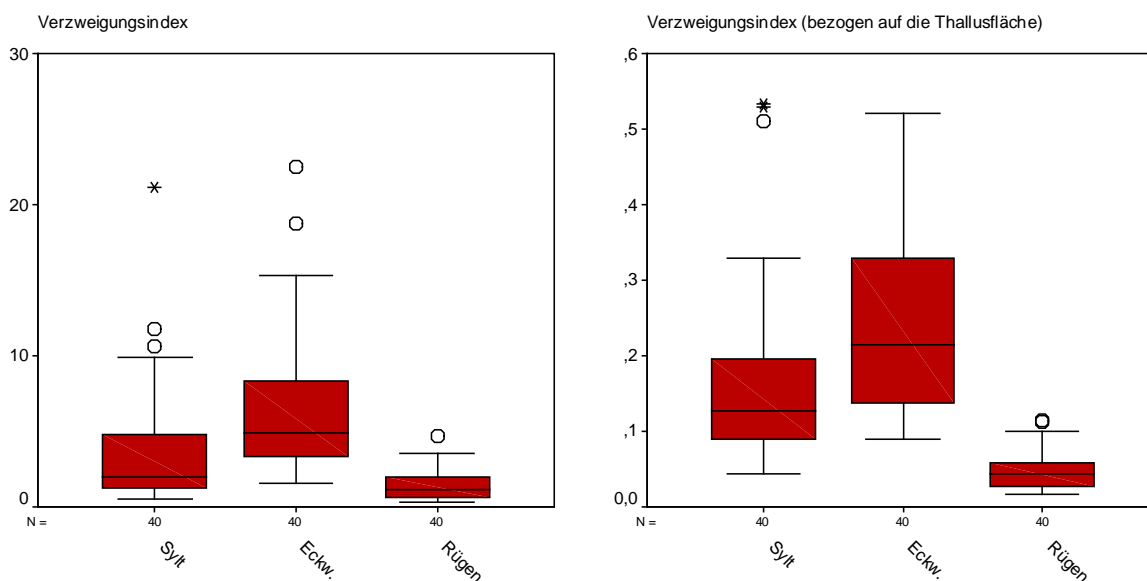 Verzweigungsindex
30
20
10
0
N =
40
40
40
Sylt
Eckw.
Rügen
Verzweigungsindex (bezogen auf die Thallusfläche)
,6
,5
,4
,3
,2
,1
0,0
N =
40
40
40
Sylt
Eckw.
Rügen